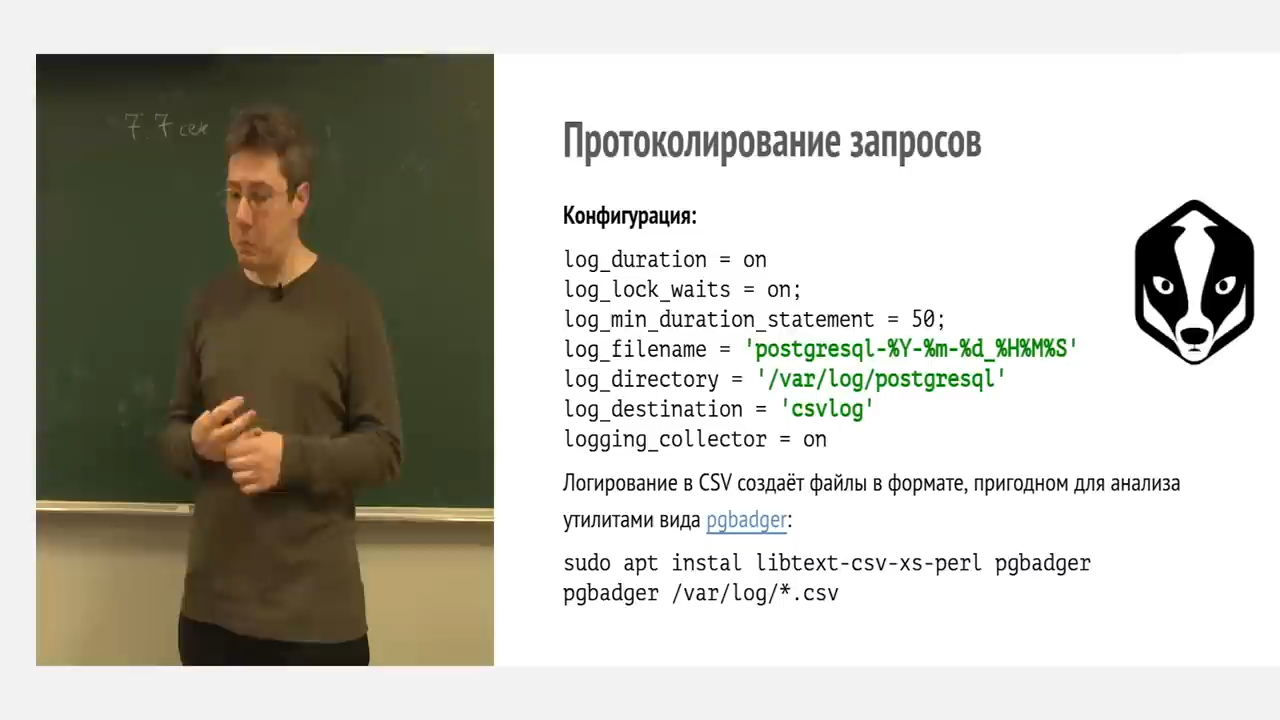 7.7 сек
Протоколирование запросов
Конфигурация:
log_duration = on
log_lock_waits = on;
log_min_duration_statement = 50;
log_filename = 'postgresql-%Y-%m-%d_%H%M%S'
log_directory = '/var/log/postgresql'
log_destination = 'csvlog'
logging_collector = on
Логирование в CSV создаёт файлы в формате, пригодном для анализа
утилитами вида pgbadger:
sudo apt instal libtext-csv-xs-perl pgbadger
pgbadger /var/log/*.csv